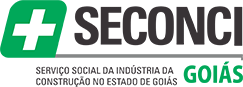 SECONCI
SERVIÇO SOCIAL DA INDÚSTRIA DA
CONSTRUÇÃO NO ESTADO DE GOIÁS
GOIÁS